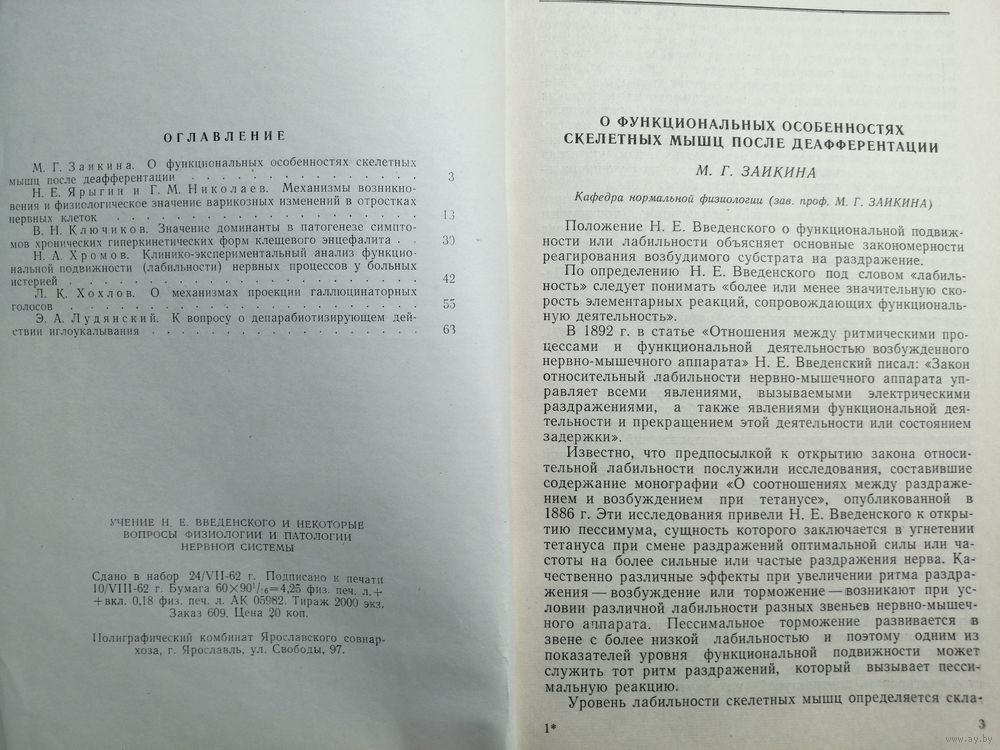 ОГЛАВЛЕНИЕ
М. Г. Заикина. О функциональных особенностях скелетных
мышц после деафферентации . . . . . . . . . . . . . . 3
Н. Е. Ярыгин и Г. М. Николаев. Механизмы возникно-
вения и физиологическое значение варикозных изменений в отростках
нервных клеток . . . . . . . . . . . . . . . . . . 13
В. Н. Ключиков. Значение доминанты в патогенезе симпто-
мов хронических гиперкинетических форм клещевого энцефалита . . 30
Н. А. Хромов. Клинико-экспериментальный анализ функцио-
нальной подвижности (лабильности) нервных процессов у больных
истерией . . . . . . . . . . . . . . . . . . . . 42
Л. К. Хохлов. О механизмах проекции галлюцинаторных
голосов . . . . . . . . . . . . . . . . . . . . . 55
Э. А. Лудянский. К вопросу о депарабиотизирующем дей-
ствии иглоукалывания . . . . . . . . . . . . . . . . 63
УЧЕНИЕ Н. Е. ВВЕДЕНСКОГО И НЕКОТОРЫЕ
ВОПРОСЫ ФИЗИОЛОГИИ И ПАТОЛОГИИ
НЕРВНОЙ СИСТЕМЫ
Сдано в набор 24/VII-62 г. Подписано к печати
10/VIII-62 г. Бумага 60×90¹/₁₆=4,25 физ. печ. л.+
+вкл. 0,18 физ. печ. л. АК 05982. Тираж 2000 экз.
Заказ 609. Цена 20 коп.
Полиграфический комбинат Ярославского совнар-
хоза, г. Ярославль, ул. Свободы, 97.
О ФУНКЦИОНАЛЬНЫХ ОСОБЕННОСТЯХ
СКЕЛЕТНЫХ МЫШЦ ПОСЛЕ ДЕАФФЕРЕНТАЦИИ
М. Г. ЗАИКИНА
Кафедра нормальной физиологии (зав. проф. М. Г. ЗАИКИНА)
Положение Н. Е. Введенского о функциональной подвиж-
ности или лабильности объясняет основные закономерности
реагирования возбудимого субстрата на раздражение.
По определению Н. Е. Введенского под словом «лабиль-
ность» следует понимать «более или менее значительную ско-
рость элементарных реакций, сопровождающих функциональ-
ную деятельность».
В 1892 г. в статье «Отношения между ритмическими про-
цессами и функциональной деятельностью возбужденного
нервно-мышечного аппарата» Н. Е. Введенский писал: «Закон
относительный лабильности нервно-мышечного аппарата уп-
равляет всеми явлениями, вызываемыми электрическими
раздражениями, а также явлениями функциональной дея-
тельности и прекращением этой деятельности или состоянием
задержки».
Известно, что предпосылкой к открытию закона относи-
тельной лабильности послужили исследования, составившие
содержание монографии «О соотношениях между раздраже-
нием и возбуждением при тетанусе», опубликованной в
1886 г. Эти исследования привели Н. Е. Введенского к откры-
тию пессимума, сущность которого заключается в угнетении
тетануса при смене раздражений оптимальной силы или ча-
стоты на более сильные или частые раздражения нерва. Ка-
чественно различные эффекты при увеличении ритма раздра-
жения — возбуждение или торможение — возникают при ус-
ловии различной лабильности разных звеньев нервно-мышеч-
ного аппарата. Пессимальное торможение развивается в
звене с более низкой лабильностью и поэтому одним из
показателей уровня функциональной подвижности может
служить тот ритм раздражений, который вызывает песси-
мальную реакцию.
Уровень лабильности скелетных мышц определяется скла-
1*
3
www.ay.by